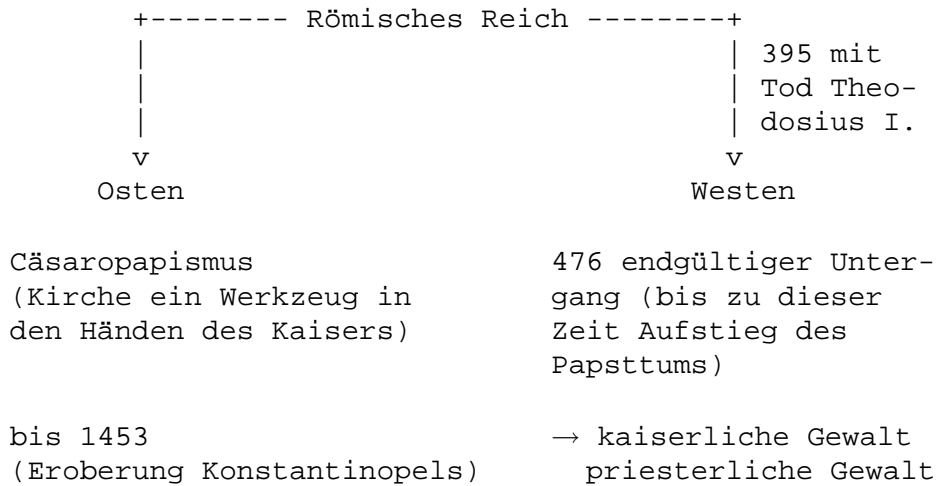 +-------- Römisches Reich --------+
| | 395 mit
| | Tod Theo-
| | dosius I.
v v
Osten Westen
Cäsaropapismus 476 endgültiger Unter-
(Kirche ein Werkzeug in gang (bis zu dieser
den Händen des Kaisers) Zeit Aufstieg des
Papsttums)
bis 1453 → kaiserliche Gewalt
(Eroberung Konstantinopels) priesterliche Gewalt